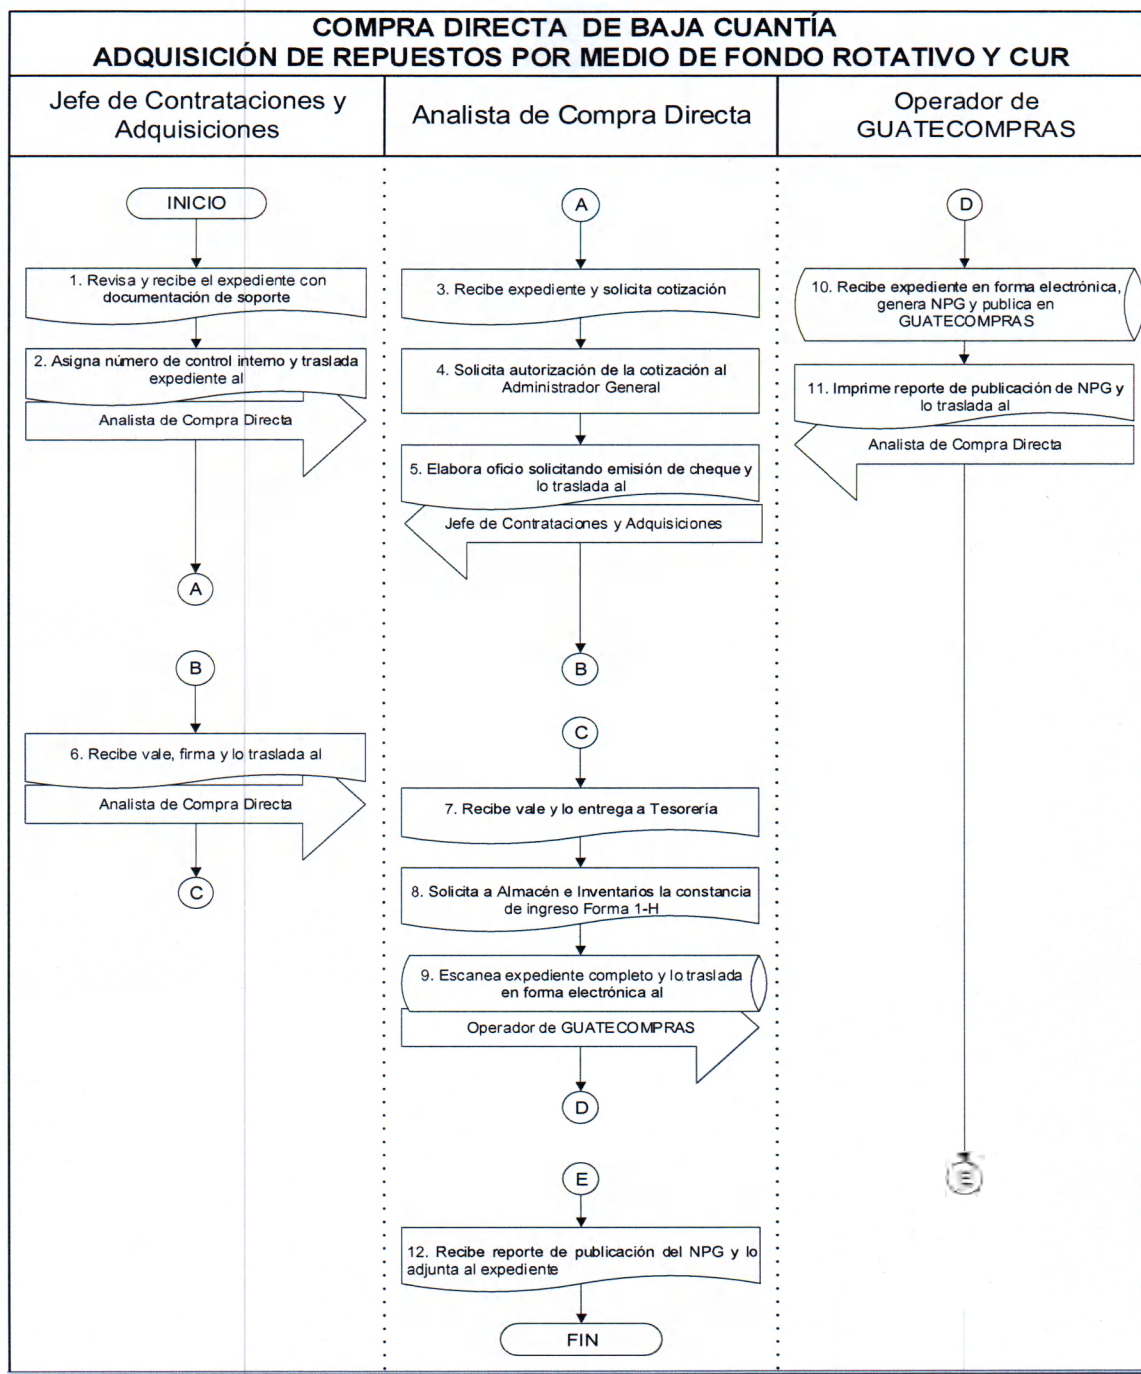 COMPRA DIRECTA DE BAJA CUANTÍA
ADQUISICIÓN DE REPUESTOS POR MEDIO DE FONDO ROTATIVO Y CUR
Jefe de Contrataciones y
Adquisiciones
Analista de Compra Directa
Operador de
GUATECOMPRAS
INICIO
1. Revisa y recibe el expediente con
documentación de soporte
2. Asigna número de control interno y traslada
expediente al
Analista de Compra Directa
A
B
6. Recibe vale, firma y lo traslada al
Analista de Compra Directa
C
A
3. Recibe expediente y solicita cotización
4. Solicita autorización de la cotización al
Administrador General
5. Elabora oficio solicitando emisión de cheque y
lo traslada al
Jefe de Contrataciones y Adquisiciones
B
C
7. Recibe vale y lo entrega a Tesorería
8. Solicita a Almacén e Inventarios la constancia
de ingreso Forma 1-H
9. Escanea expediente completo y lo traslada
en forma electrónica al
Operador de GUATECOMPRAS
D
E
12. Recibe reporte de publicación del NPG y lo
adjunta al expediente
FIN
D
10. Recibe expediente en forma electrónica,
genera NPG y publica en
GUATECOMPRAS
11. Imprime reporte de publicación de NPG y
lo traslada al
Analista de Compra Directa
E